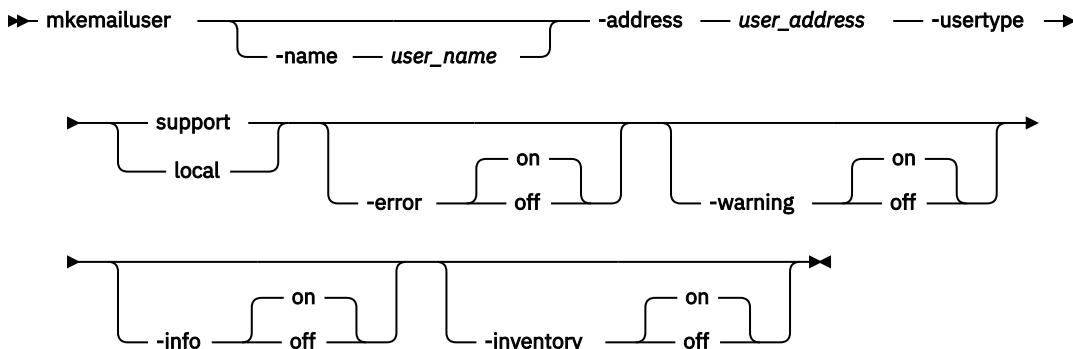 mkemailuser -address user_address -usertype
-name user_name
support
local
on on
-error off -warning off
on on
-info off -inventory off